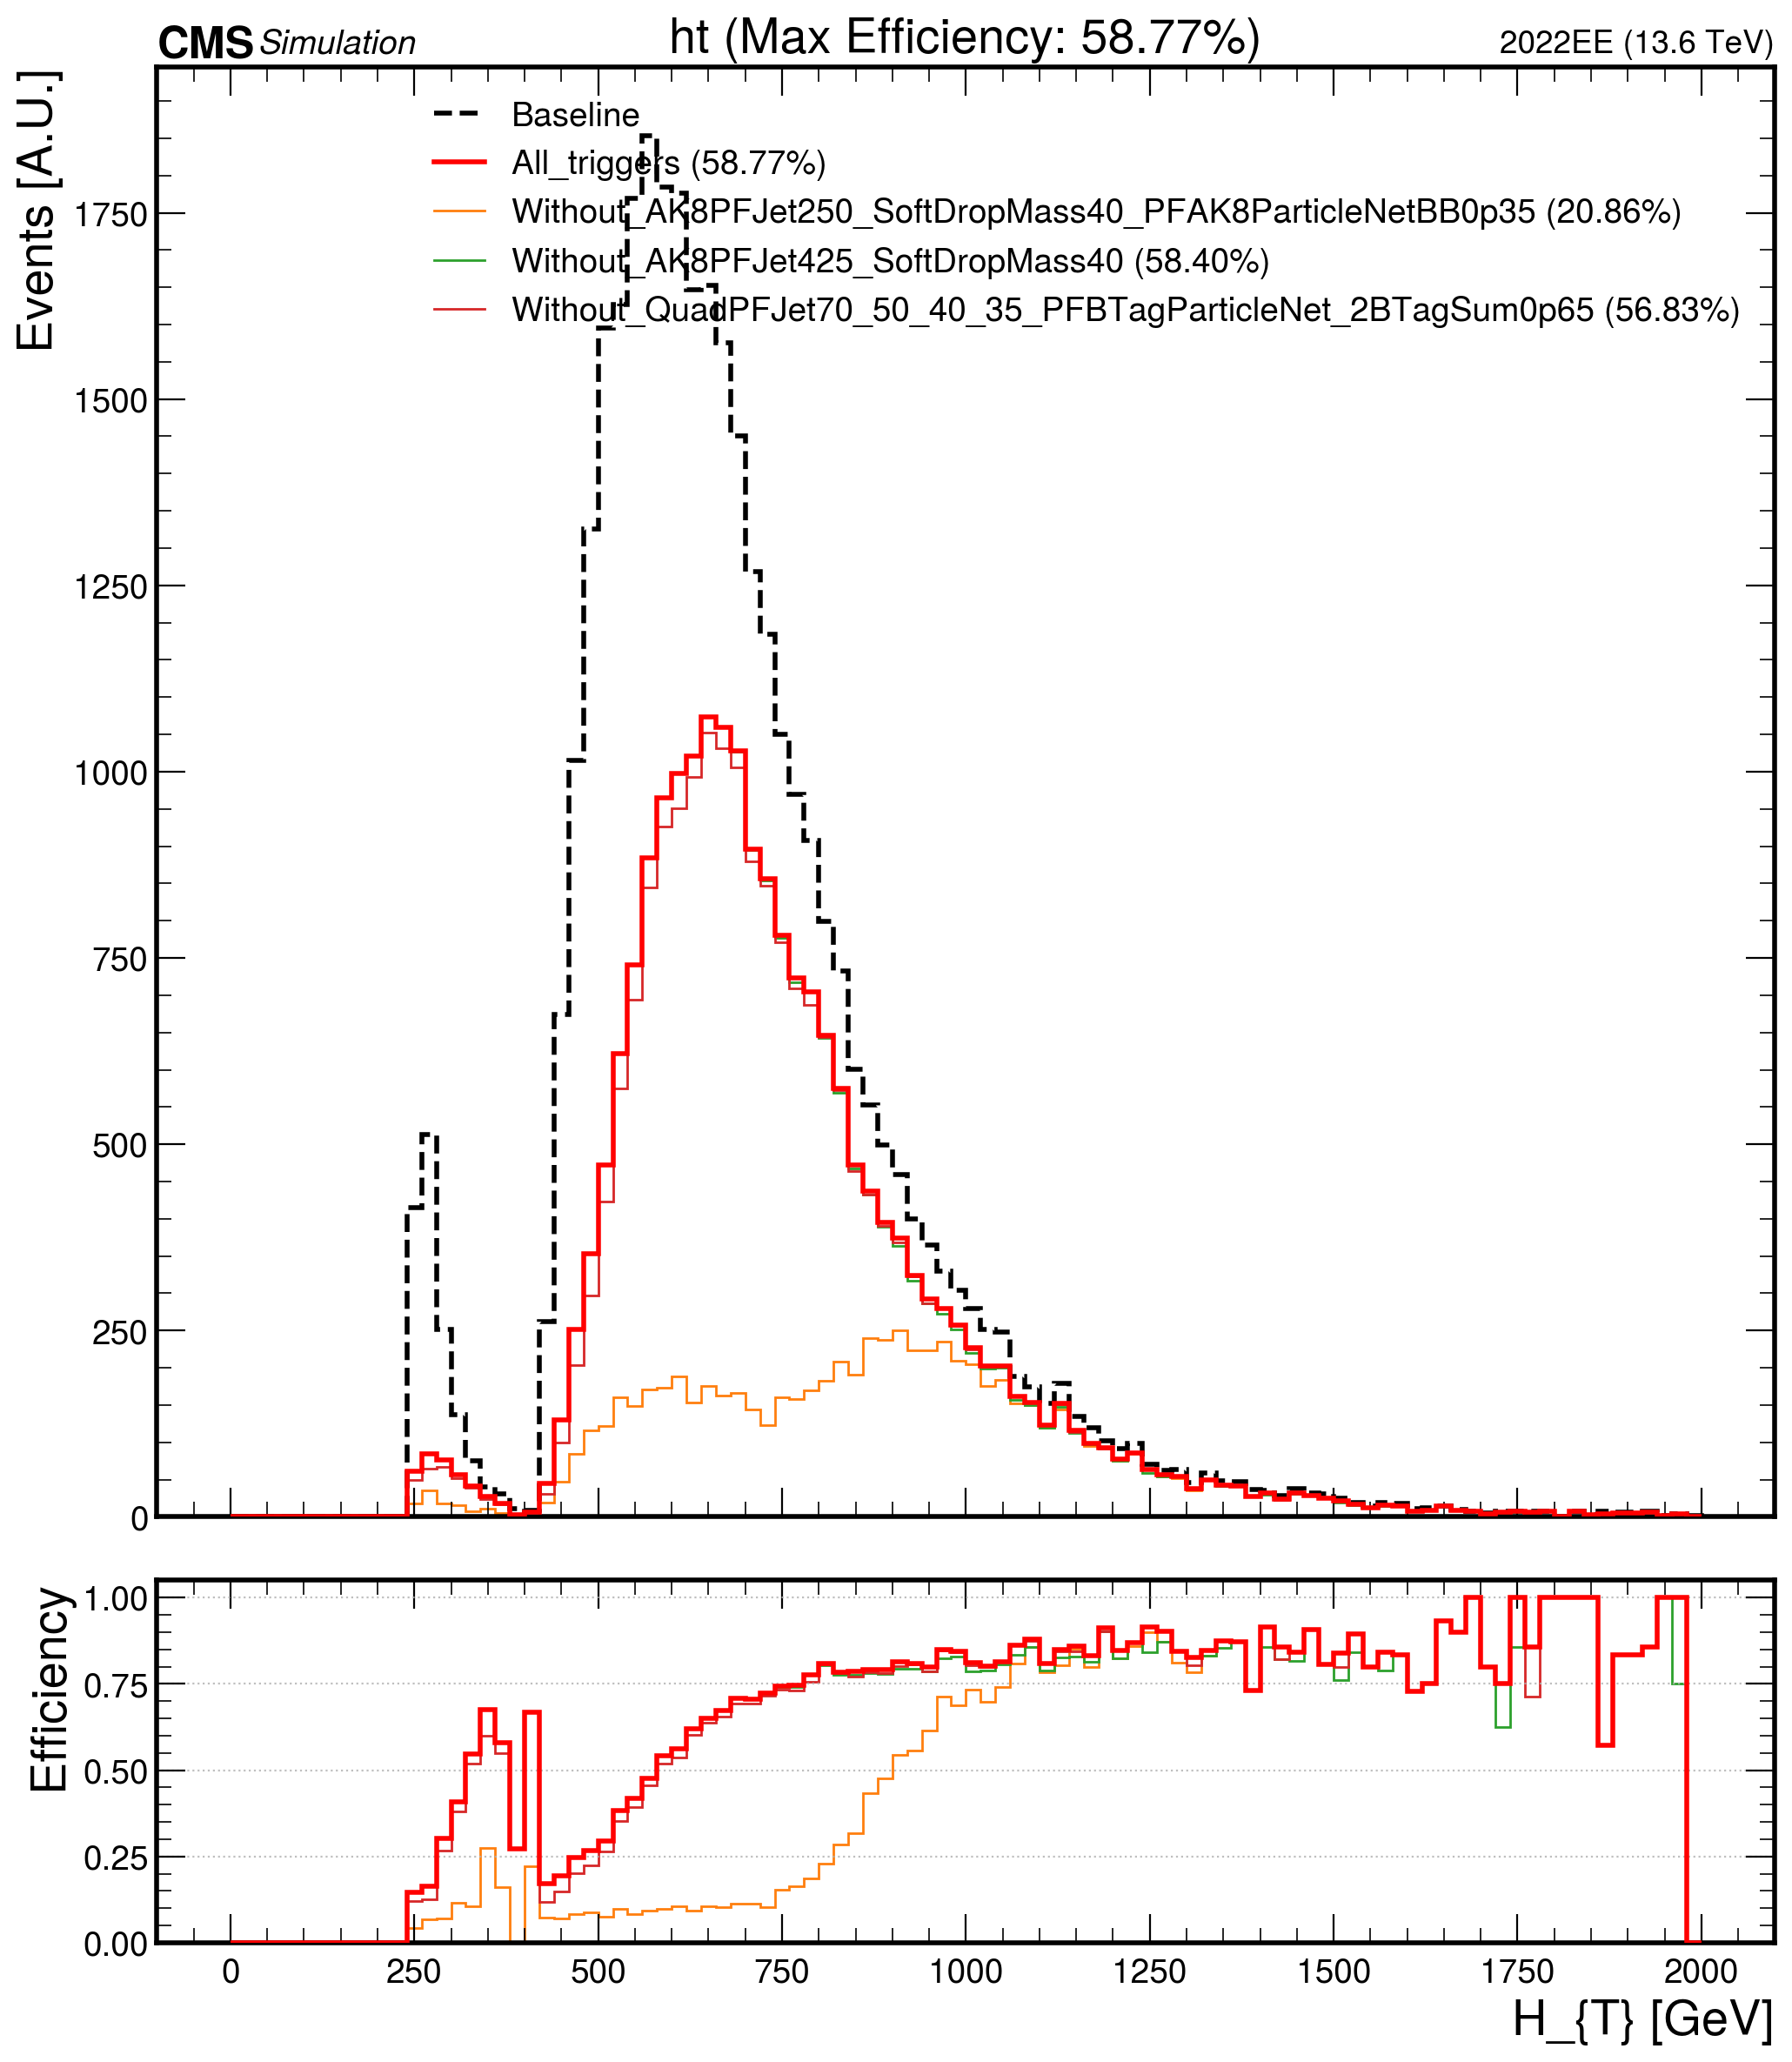 CMS Simulation ht (Max Efficiency: 58.77%) 2022EE (13.6 TeV)
Events [A.U.]
Baseline
All_triggers (58.77%)
Without_AK8PFJet250_SoftDropMass40_PFAK8ParticleNetBB0p35 (20.86%)
Without_AK8PFJet425_SoftDropMass40 (58.40%)
Without_QuadPFJet70_50_40_35_PFBTagParticleNet_2BTagSum0p65 (56.83%)
1750
1500
1250
1000
750
500
250
0
Efficiency
1.00
0.75
0.50
0.25
0.00
0 250 500 750 1000 1250 1500 1750 2000
H_{T} [GeV]